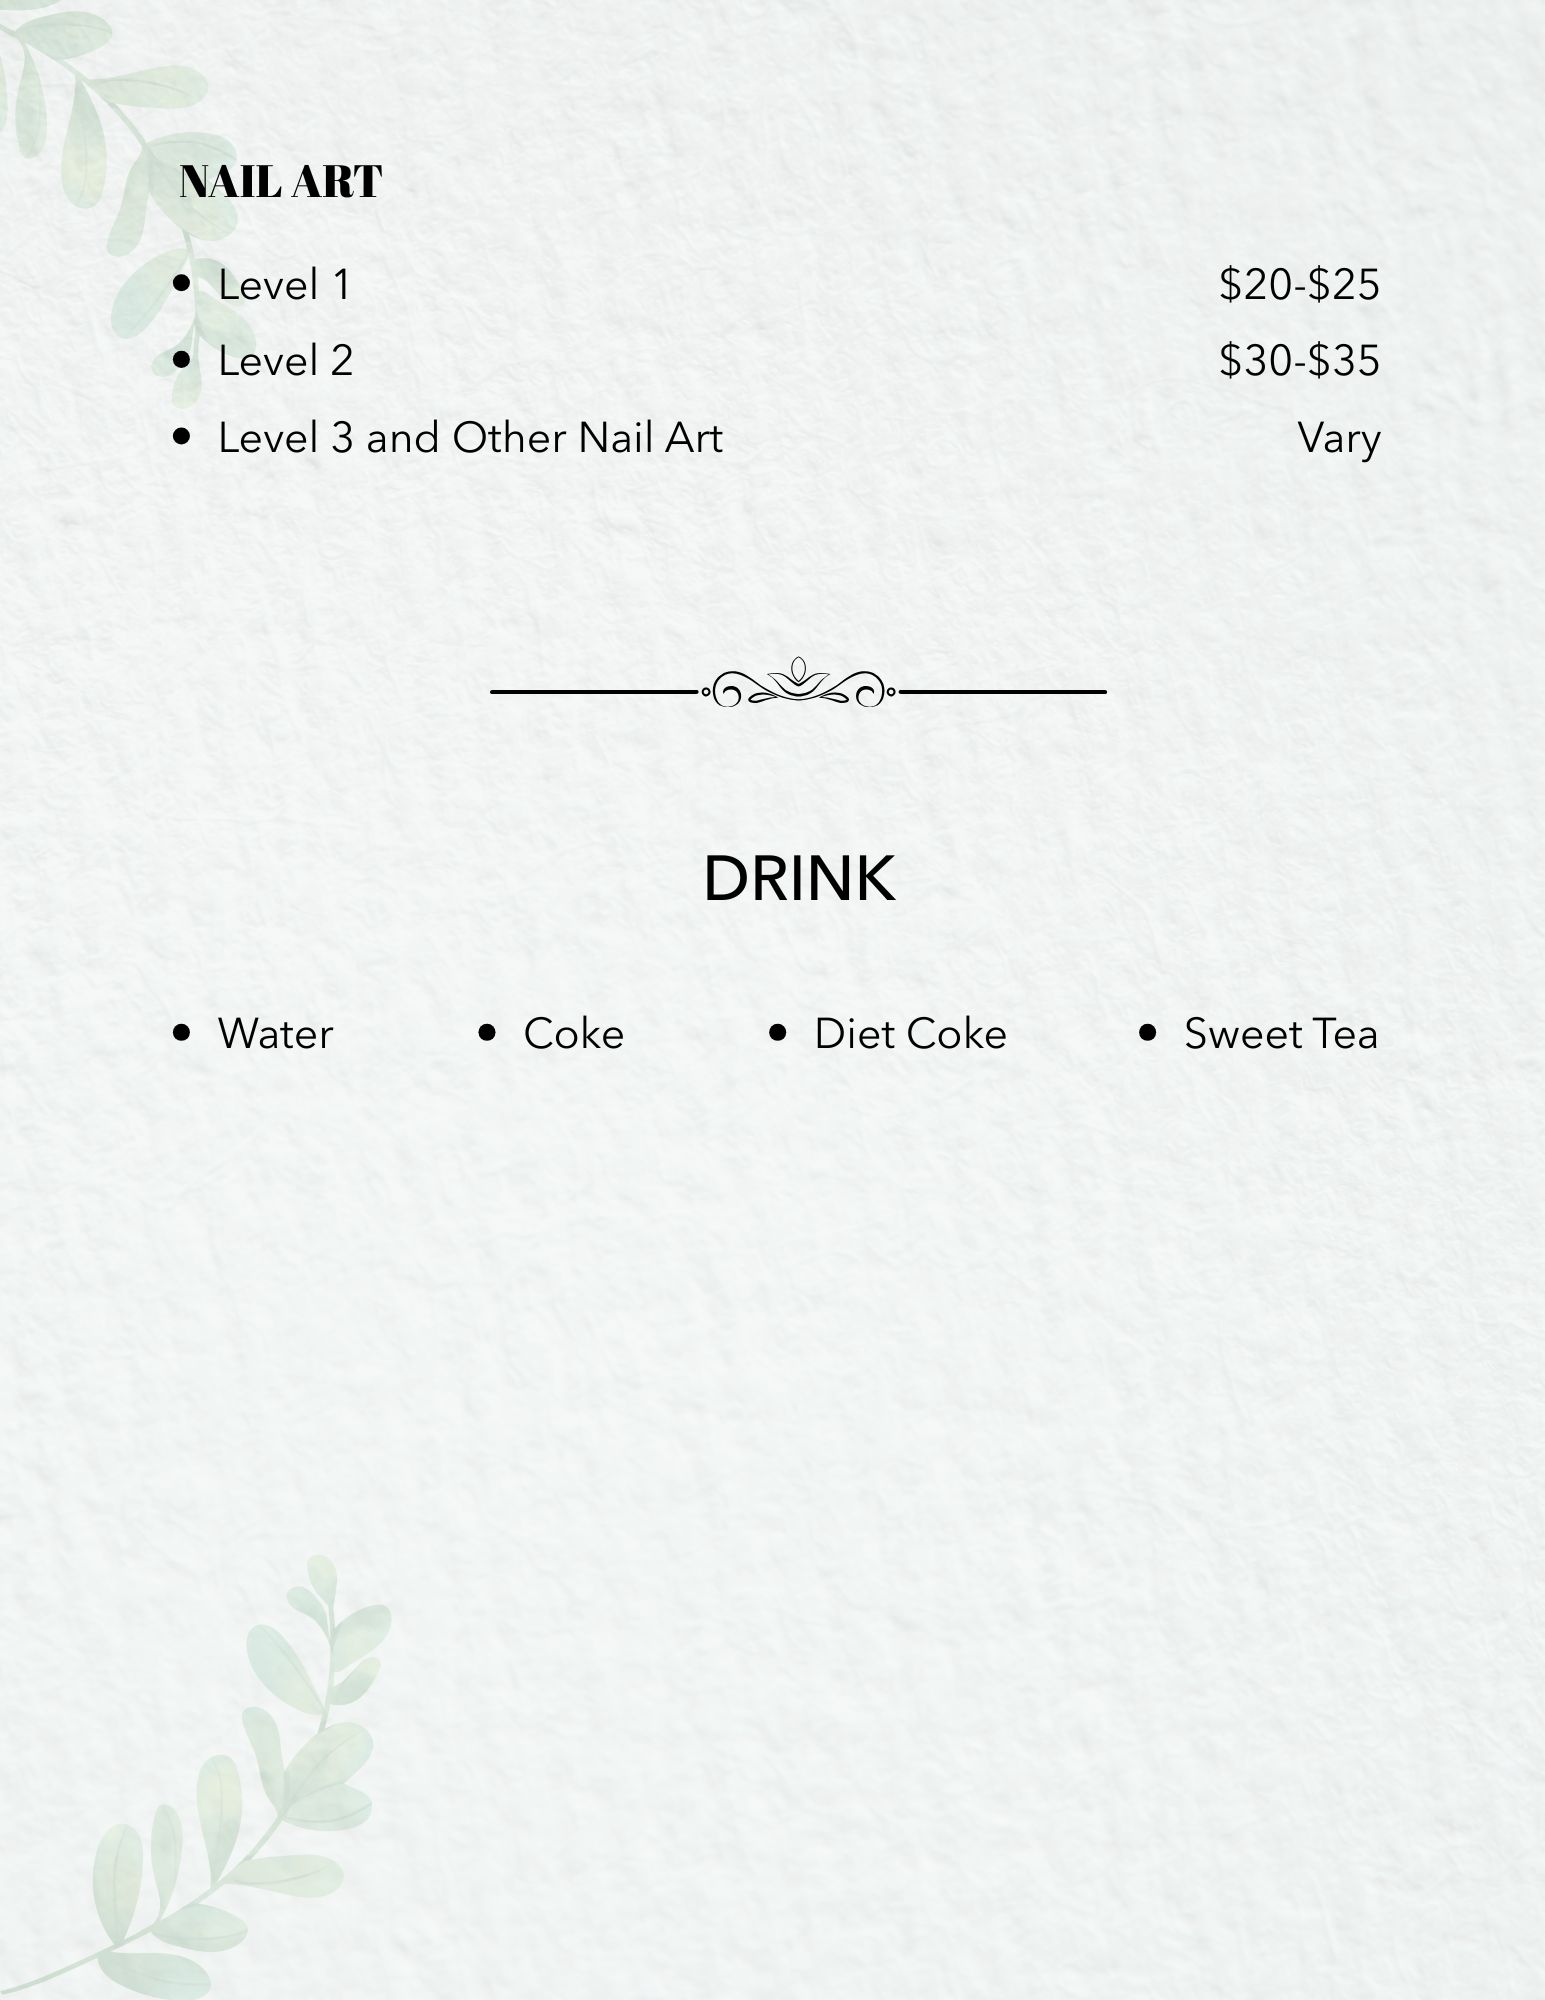 NAIL ART
• Level 1 $20-$25
• Level 2 $30-$35
• Level 3 and Other Nail Art Vary
DRINK
• Water • Coke • Diet Coke • Sweet Tea